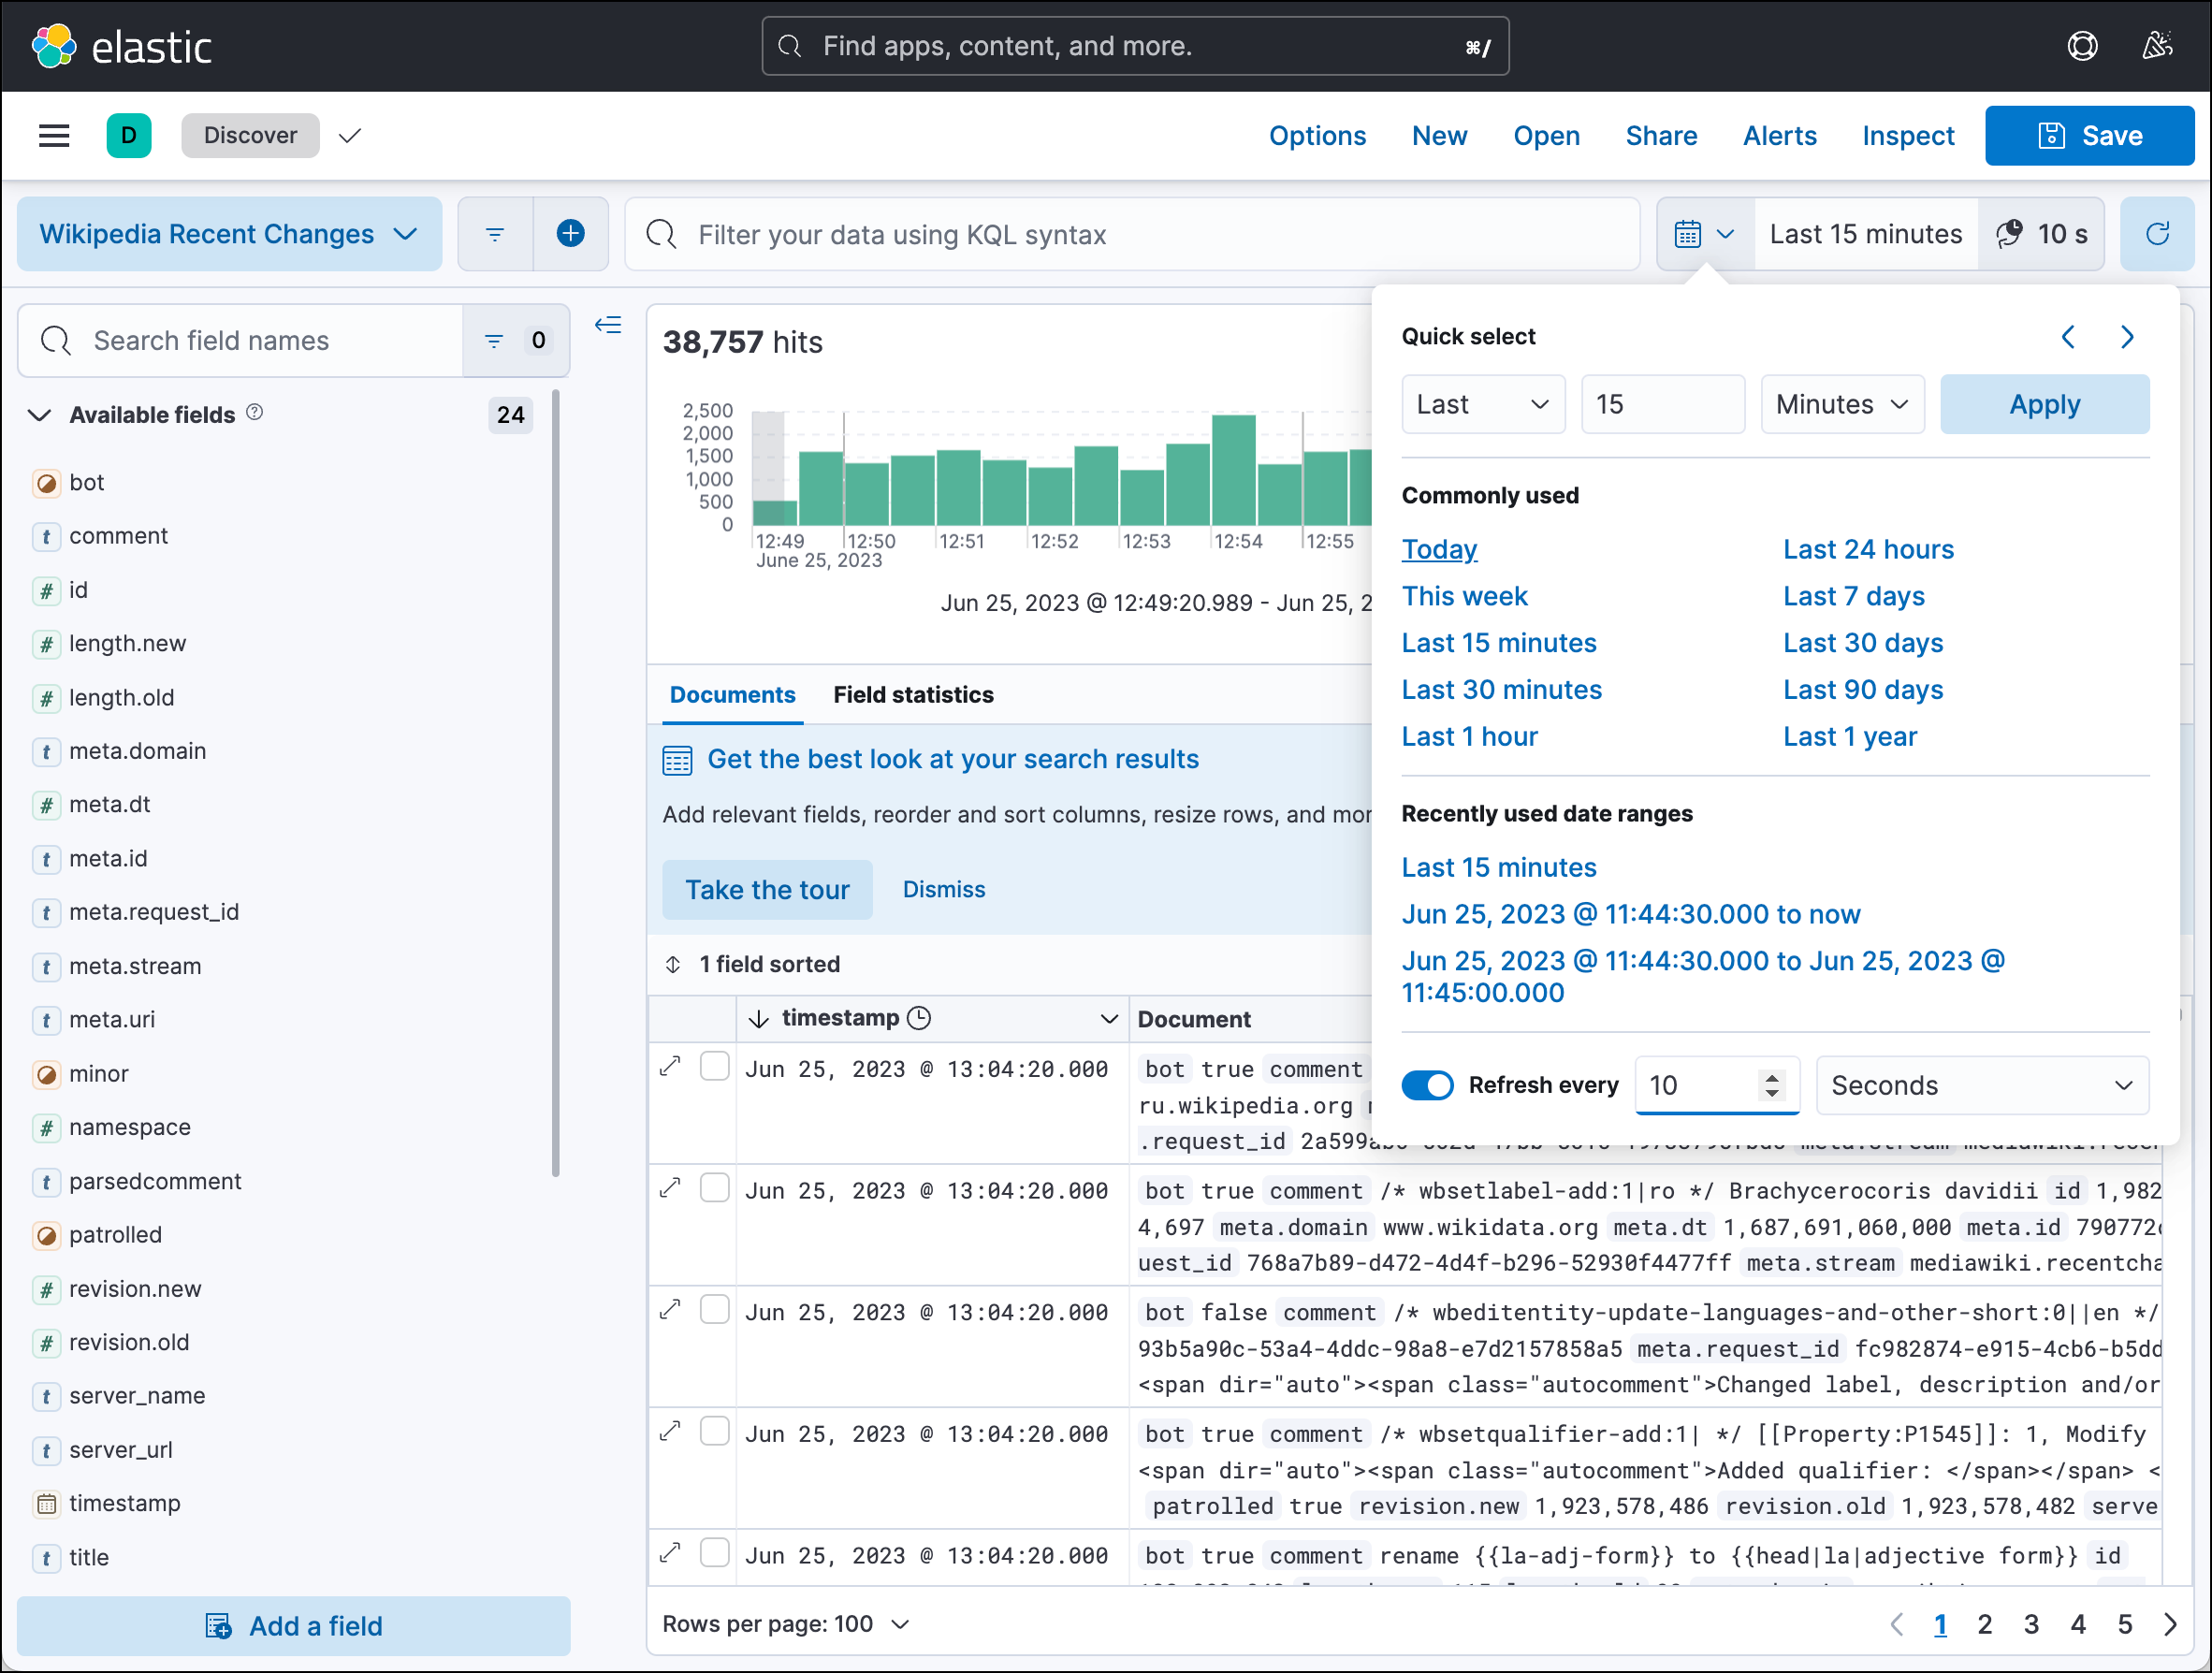 elastic
Find apps, content, and more.
⌘/
D
Discover
Options
New
Open
Share
Alerts
Inspect
Save
Wikipedia Recent Changes
Filter your data using KQL syntax
Last 15 minutes
10 s
Search field names
0
Available fields
24
bot
comment
id
length.new
length.old
meta.domain
meta.dt
meta.id
meta.request_id
meta.stream
meta.uri
minor
namespace
parsedcomment
patrolled
revision.new
revision.old
server_name
server_url
timestamp
title
Add a field
38,757 hits
2,500
2,000
1,500
1,000
500
0
12:49
12:50
12:51
12:52
12:53
12:54
12:55
June 25, 2023
Jun 25, 2023 @ 12:49:20.989 - Jun 25, 2
Documents
Field statistics
Get the best look at your search results
Add relevant fields, reorder and sort columns, resize rows, and mor
Take the tour
Dismiss
1 field sorted
timestamp
Document
Jun 25, 2023 @ 13:04:20.000
bot true comment
ru.wikipedia.org
.request_id
Jun 25, 2023 @ 13:04:20.000
bot true comment /* wbsetlabel-add:1|ro */ Brachycerocoris davidii id 1,982
4,697 meta.domain www.wikidata.org meta.dt 1,687,691,060,000 meta.id 790772
uest_id 768a7b89-d472-4d4f-b296-52930f4477ff meta.stream mediawiki.recentcha
Jun 25, 2023 @ 13:04:20.000
bot false comment /* wbeditentity-update-languages-and-other-short:0||en */
93b5a90c-53a4-4ddc-98a8-e7d2157858a5 meta.request_id fc982874-e915-4cb6-b5dd
<span dir="auto"><span class="autocomment">Changed label, description and/or
Jun 25, 2023 @ 13:04:20.000
bot true comment /* wbsetqualifier-add:1| */ [[Property:P1545]]: 1, Modify
<span dir="auto"><span class="autocomment">Added qualifier: </span></span> <
patrolled true revision.new 1,923,578,486 revision.old 1,923,578,482 serve
Jun 25, 2023 @ 13:04:20.000
bot true comment rename {{la-adj-form}} to {{head|la|adjective form}} id
Rows per page: 100
1
2
3
4
5
Quick select
Last
15
Minutes
Apply
Commonly used
Today
Last 24 hours
This week
Last 7 days
Last 15 minutes
Last 30 days
Last 30 minutes
Last 90 days
Last 1 hour
Last 1 year
Recently used date ranges
Last 15 minutes
Jun 25, 2023 @ 11:44:30.000 to now
Jun 25, 2023 @ 11:44:30.000 to Jun 25, 2023 @
11:45:00.000
Refresh every
10
Seconds